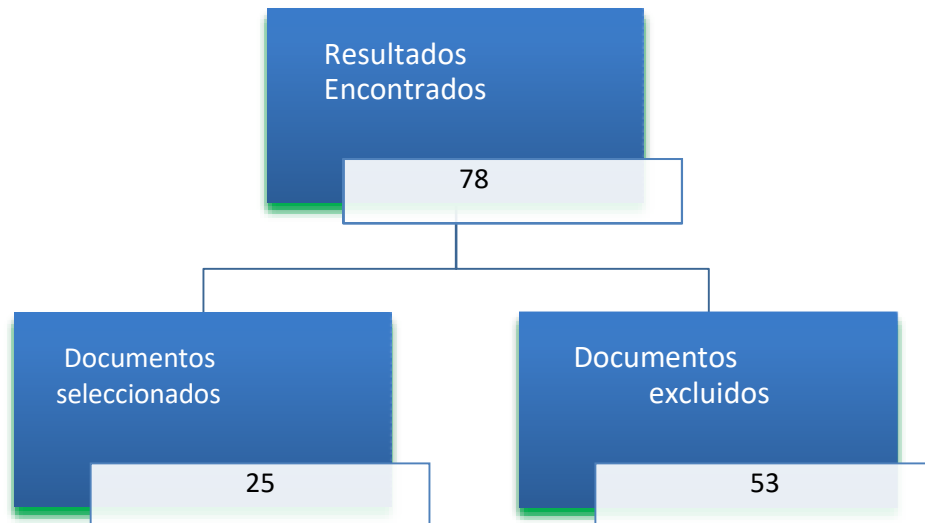 Resultados
Encontrados
78
Documentos
seleccionados
25
Documentos
excluidos
53